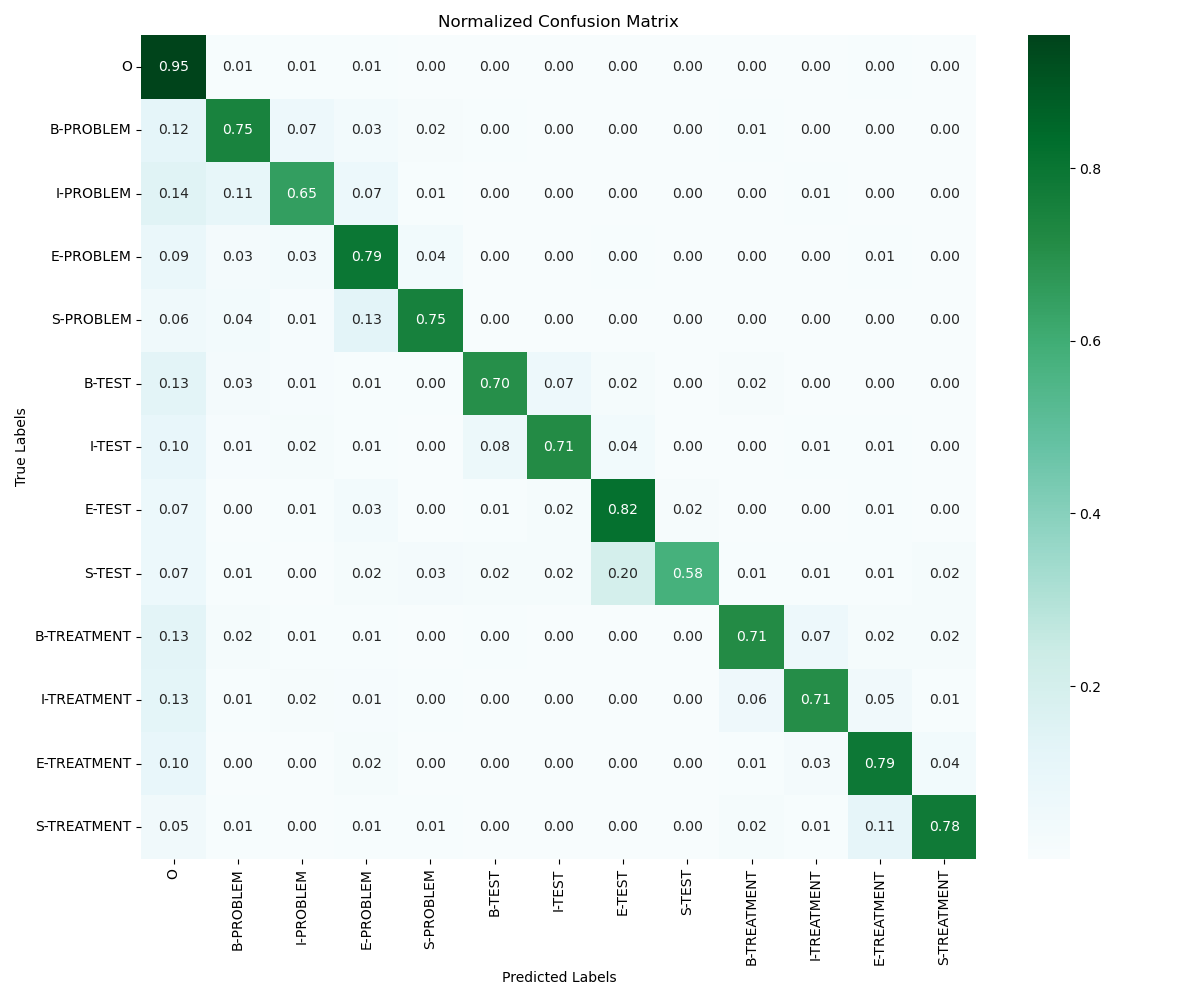 Normalized Confusion Matrix
O 0.95 0.01 0.01 0.01 0.00 0.00 0.00 0.00 0.00 0.00 0.00 0.00 0.00
B-PROBLEM 0.12 0.75 0.07 0.03 0.02 0.00 0.00 0.00 0.00 0.01 0.00 0.00 0.00
0.8
I-PROBLEM 0.14 0.11 0.65 0.07 0.01 0.00 0.00 0.00 0.00 0.00 0.01 0.00 0.00
E-PROBLEM 0.09 0.03 0.03 0.79 0.04 0.00 0.00 0.00 0.00 0.00 0.00 0.01 0.00
S-PROBLEM 0.06 0.04 0.01 0.13 0.75 0.00 0.00 0.00 0.00 0.00 0.00 0.00 0.00
0.6
B-TEST 0.13 0.03 0.01 0.01 0.00 0.70 0.07 0.02 0.00 0.02 0.00 0.00 0.00
True Labels
I-TEST 0.10 0.01 0.02 0.01 0.00 0.08 0.71 0.04 0.00 0.01 0.01 0.01 0.00
E-TEST 0.07 0.00 0.01 0.03 0.00 0.01 0.02 0.82 0.02 0.00 0.00 0.01 0.00
0.4
S-TEST 0.07 0.01 0.00 0.02 0.03 0.02 0.02 0.20 0.58 0.01 0.01 0.01 0.02
B-TREATMENT 0.13 0.02 0.01 0.01 0.00 0.00 0.00 0.00 0.00 0.71 0.07 0.02 0.02
0.2
I-TREATMENT 0.13 0.01 0.02 0.01 0.00 0.00 0.00 0.00 0.00 0.06 0.71 0.05 0.01
E-TREATMENT 0.10 0.00 0.00 0.02 0.00 0.00 0.00 0.00 0.00 0.01 0.03 0.79 0.04
S-TREATMENT 0.05 0.01 0.00 0.01 0.01 0.00 0.00 0.00 0.00 0.02 0.01 0.11 0.78
O B-PROBLEM I-PROBLEM E-PROBLEM S-PROBLEM B-TEST I-TEST E-TEST S-TEST B-TREATMENT I-TREATMENT E-TREATMENT S-TREATMENT
Predicted Labels